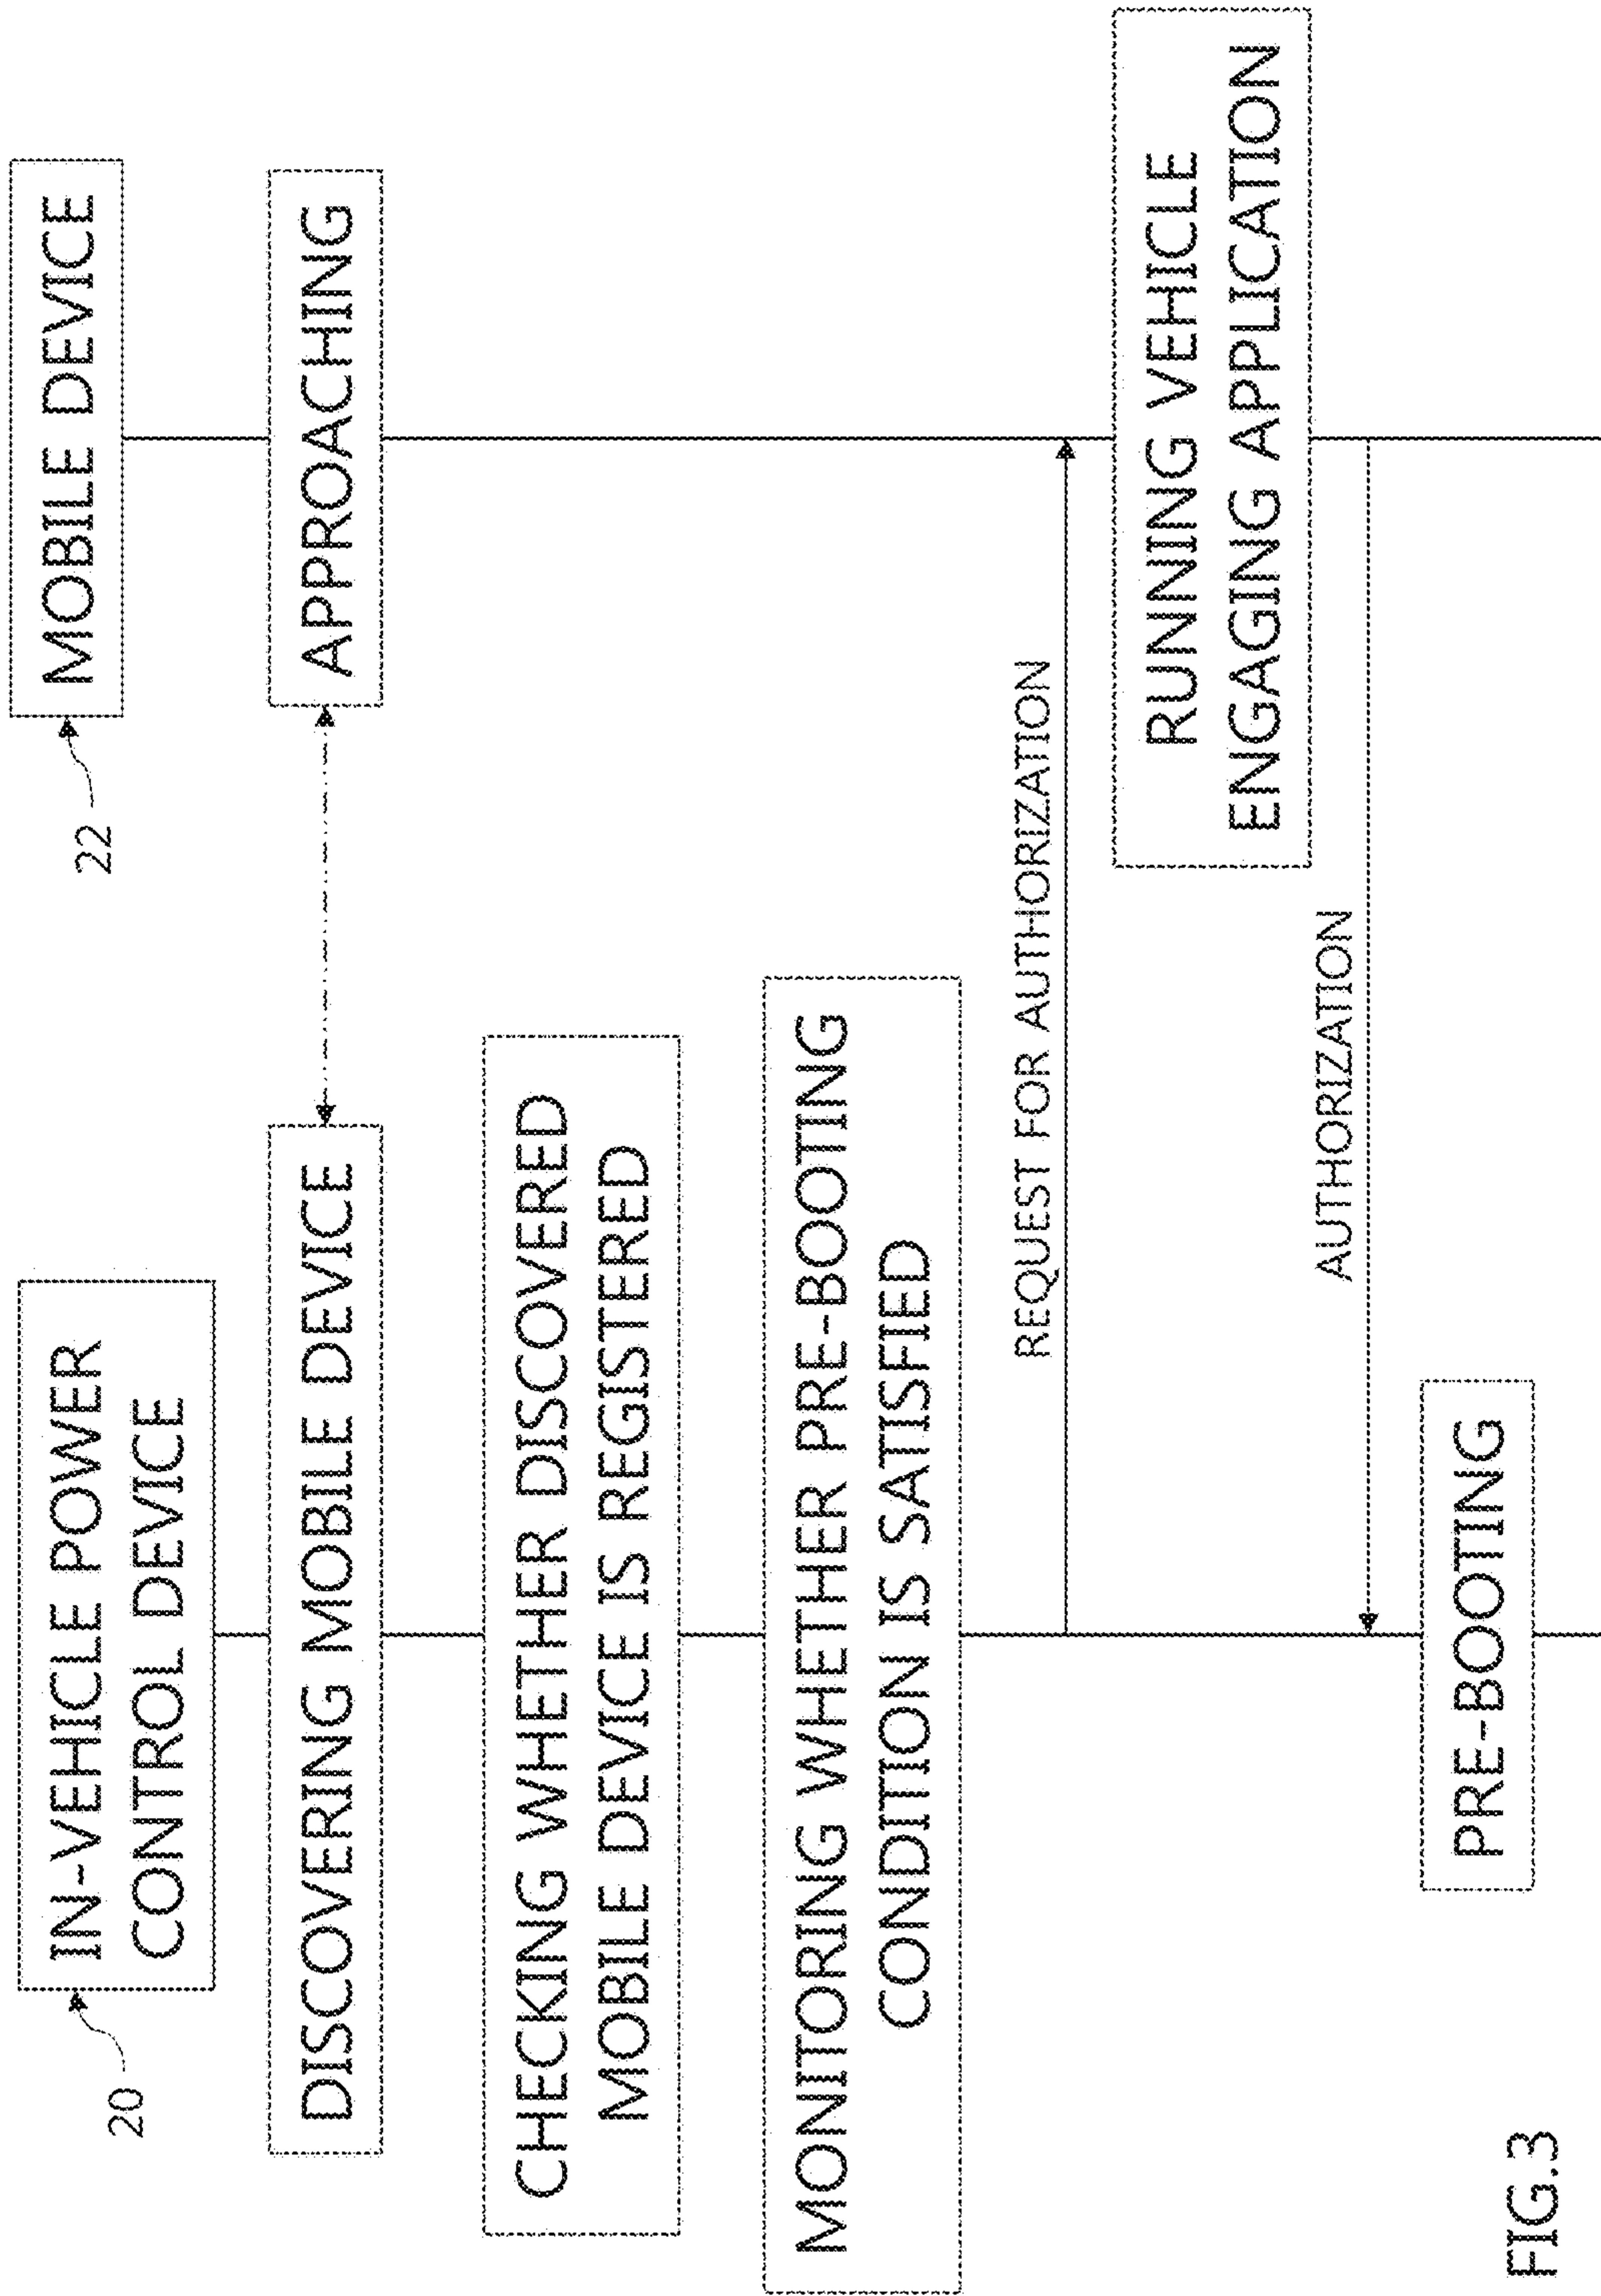 20
IN-VEHICLE POWER
CONTROL DEVICE
22
MOBILE DEVICE
DISCOVERING MOBILE DEVICE
APPROACHING
CHECKING WHETHER DISCOVERED
MOBILE DEVICE IS REGISTERED
MONITORING WHETHER PRE-BOOTING
CONDITION IS SATISFIED
REQUEST FOR AUTHORIZATION
RUNNING VEHICLE
ENGAGING APPLICATION
AUTHORIZATION
PRE-BOOTING
FIG.3